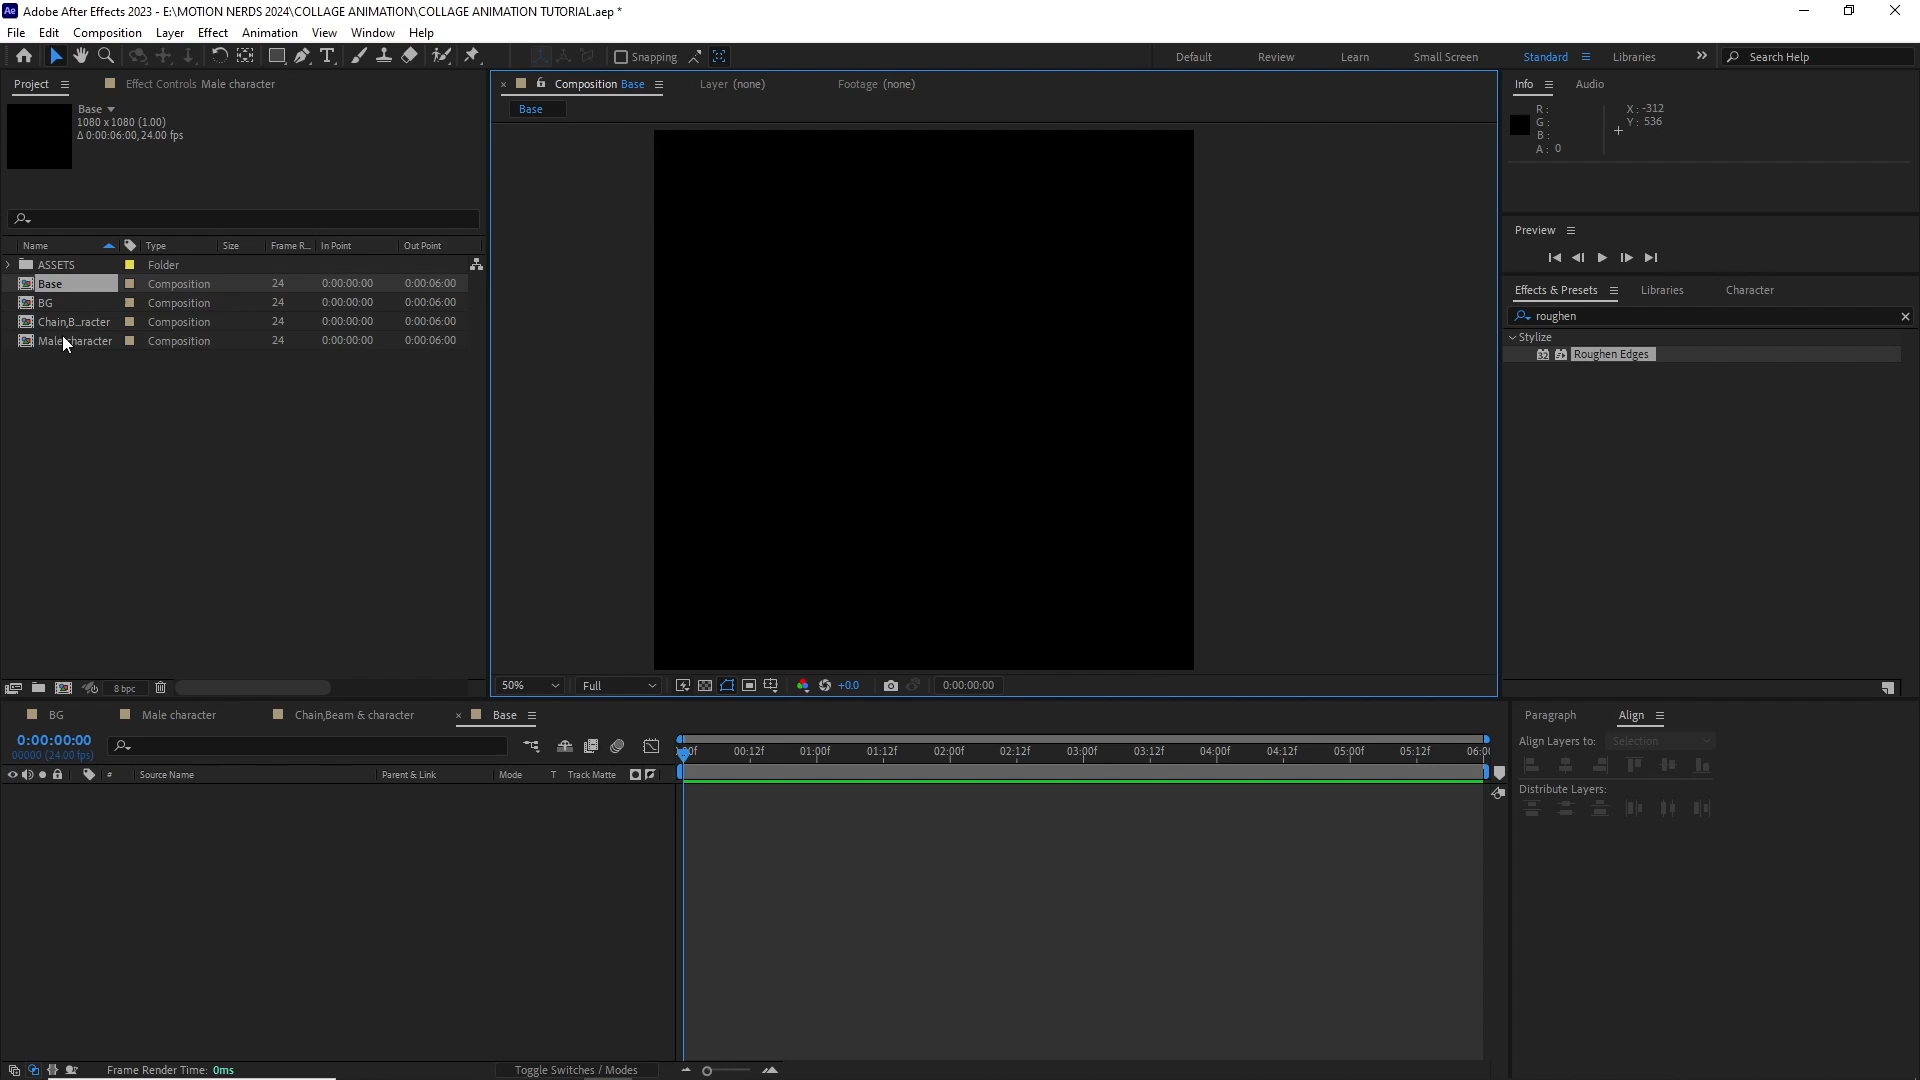 Adobe After Effects 2023 - E:\MOTION NERDS 2024\COLLAGE ANIMATION\COLLAGE ANIMATION TUTORIAL.aep *
File Edit Composition Layer Effect Animation View Window Help
Snapping
Default Review Learn Small Screen Standard Libraries
Search Help
Project
Effect Controls Male character
Composition Base
Layer (none)
Footage (none)
Info Audio
Base
1080 x 1080 (1.00)
Δ 0:00:06:00, 24.00 fps
Base
R :
G :
B :
A : 0
X : -312
Y : 536
Preview
Name Type Size Frame R... In Point Out Point
ASSETS Folder
Base Composition 24 0:00:00:00 0:00:06:00
BG Composition 24 0:00:00:00 0:00:06:00
Chain,B...racter Composition 24 0:00:00:00 0:00:06:00
Male character Composition 24 0:00:00:00 0:00:06:00
Effects & Presets Libraries Character
roughen
Stylize
32 Roughen Edges
8 bpc
50% Full +0.0 0:00:00:00
BG Male character Chain,Beam & character Base
0:00:00:00
00000 (24.00 fps)
# Source Name Parent & Link Mode T Track Matte
00f 00:12f 01:00f 01:12f 02:00f 02:12f 03:00f 03:12f 04:00f 04:12f 05:00f 05:12f 06:0
Paragraph Align
Align Layers to: Selection
Distribute Layers:
Frame Render Time: 0ms
Toggle Switches / Modes